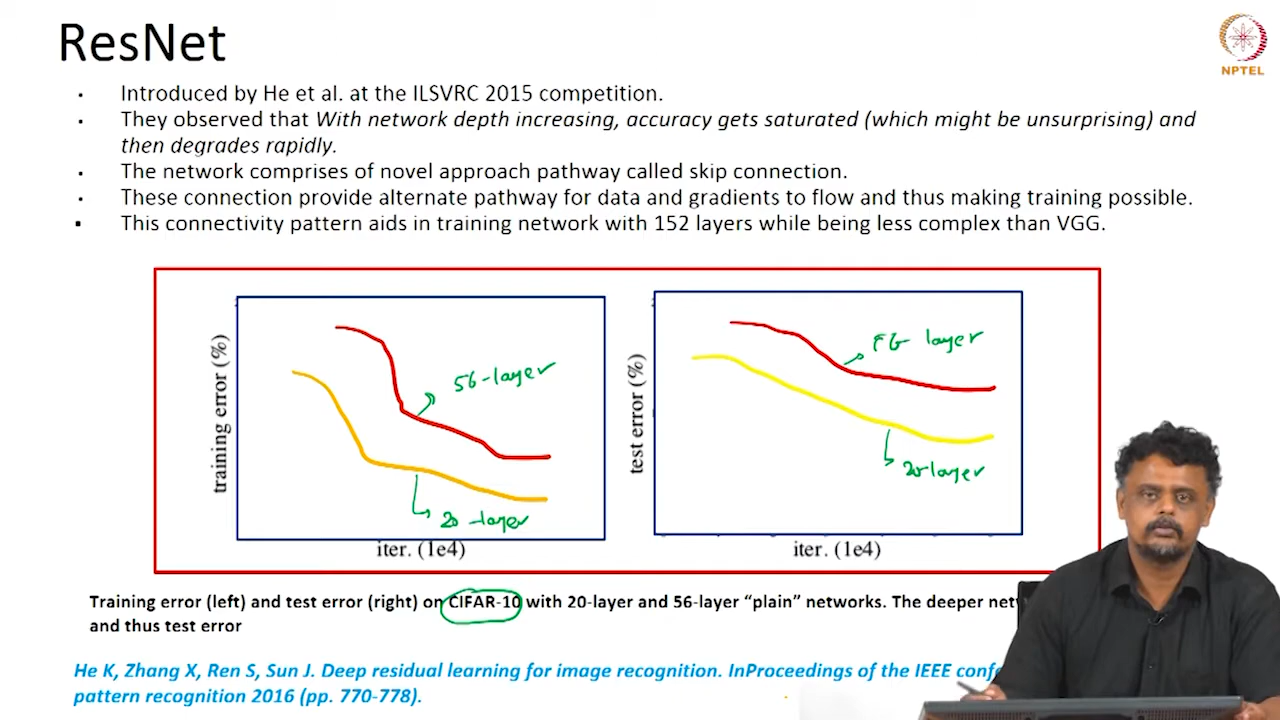 ResNet
NPTEL
• Introduced by He et al. at the ILSVRC 2015 competition.
• They observed that With network depth increasing, accuracy gets saturated (which might be unsurprising) and
then degrades rapidly.
• The network comprises of novel approach pathway called skip connection.
• These connection provide alternate pathway for data and gradients to flow and thus making training possible.
▪ This connectivity pattern aids in training network with 152 layers while being less complex than VGG.
training error (%)
56-layer
20-layer
iter. (1e4)
test error (%)
layer
20-layer
iter. (1e4)
Training error (left) and test error (right) on CIFAR-10 with 20-layer and 56-layer “plain” networks. The deeper
and thus test error
He K, Zhang X, Ren S, Sun J. Deep residual learning for image recognition. InProceedings of the IEEE
pattern recognition 2016 (pp. 770-778).